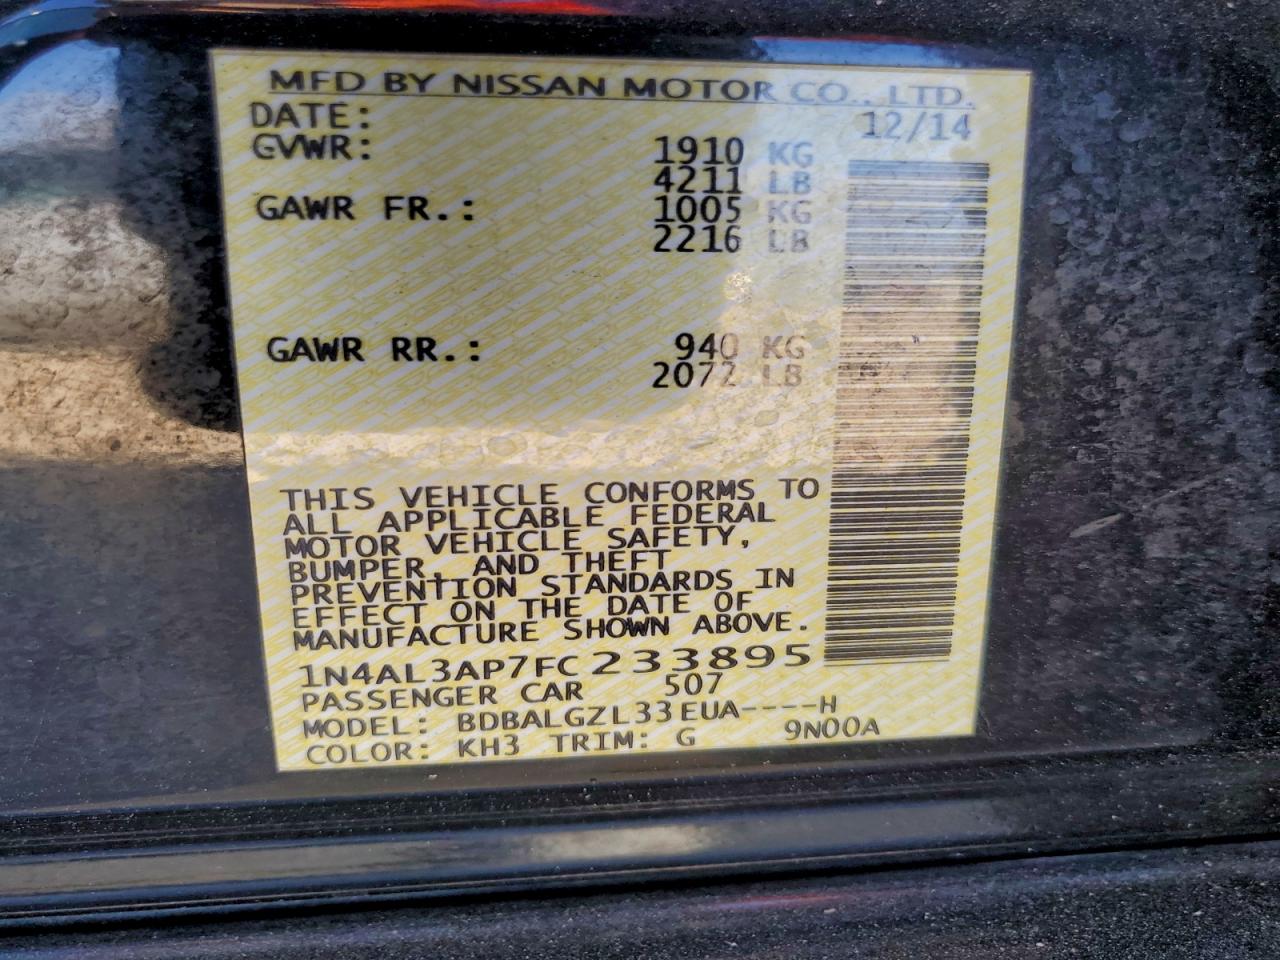 MFD BY NISSAN MOTOR CO., LTD.
DATE: 12/14
GVWR: 1910 KG
4211 LB
GAWR FR.: 1005 KG
2216 LB
GAWR RR.: 940 KG
2072 LB
THIS VEHICLE CONFORMS TO
ALL APPLICABLE FEDERAL
MOTOR VEHICLE SAFETY,
BUMPER, AND THEFT
PREVENTION STANDARDS IN
EFFECT ON THE DATE OF
MANUFACTURE SHOWN ABOVE.
1N4AL3AP7FC233895
PASSENGER CAR 507
MODEL: BDBALGZL33EUA----H
COLOR: KH3 TRIM: G 9N00A